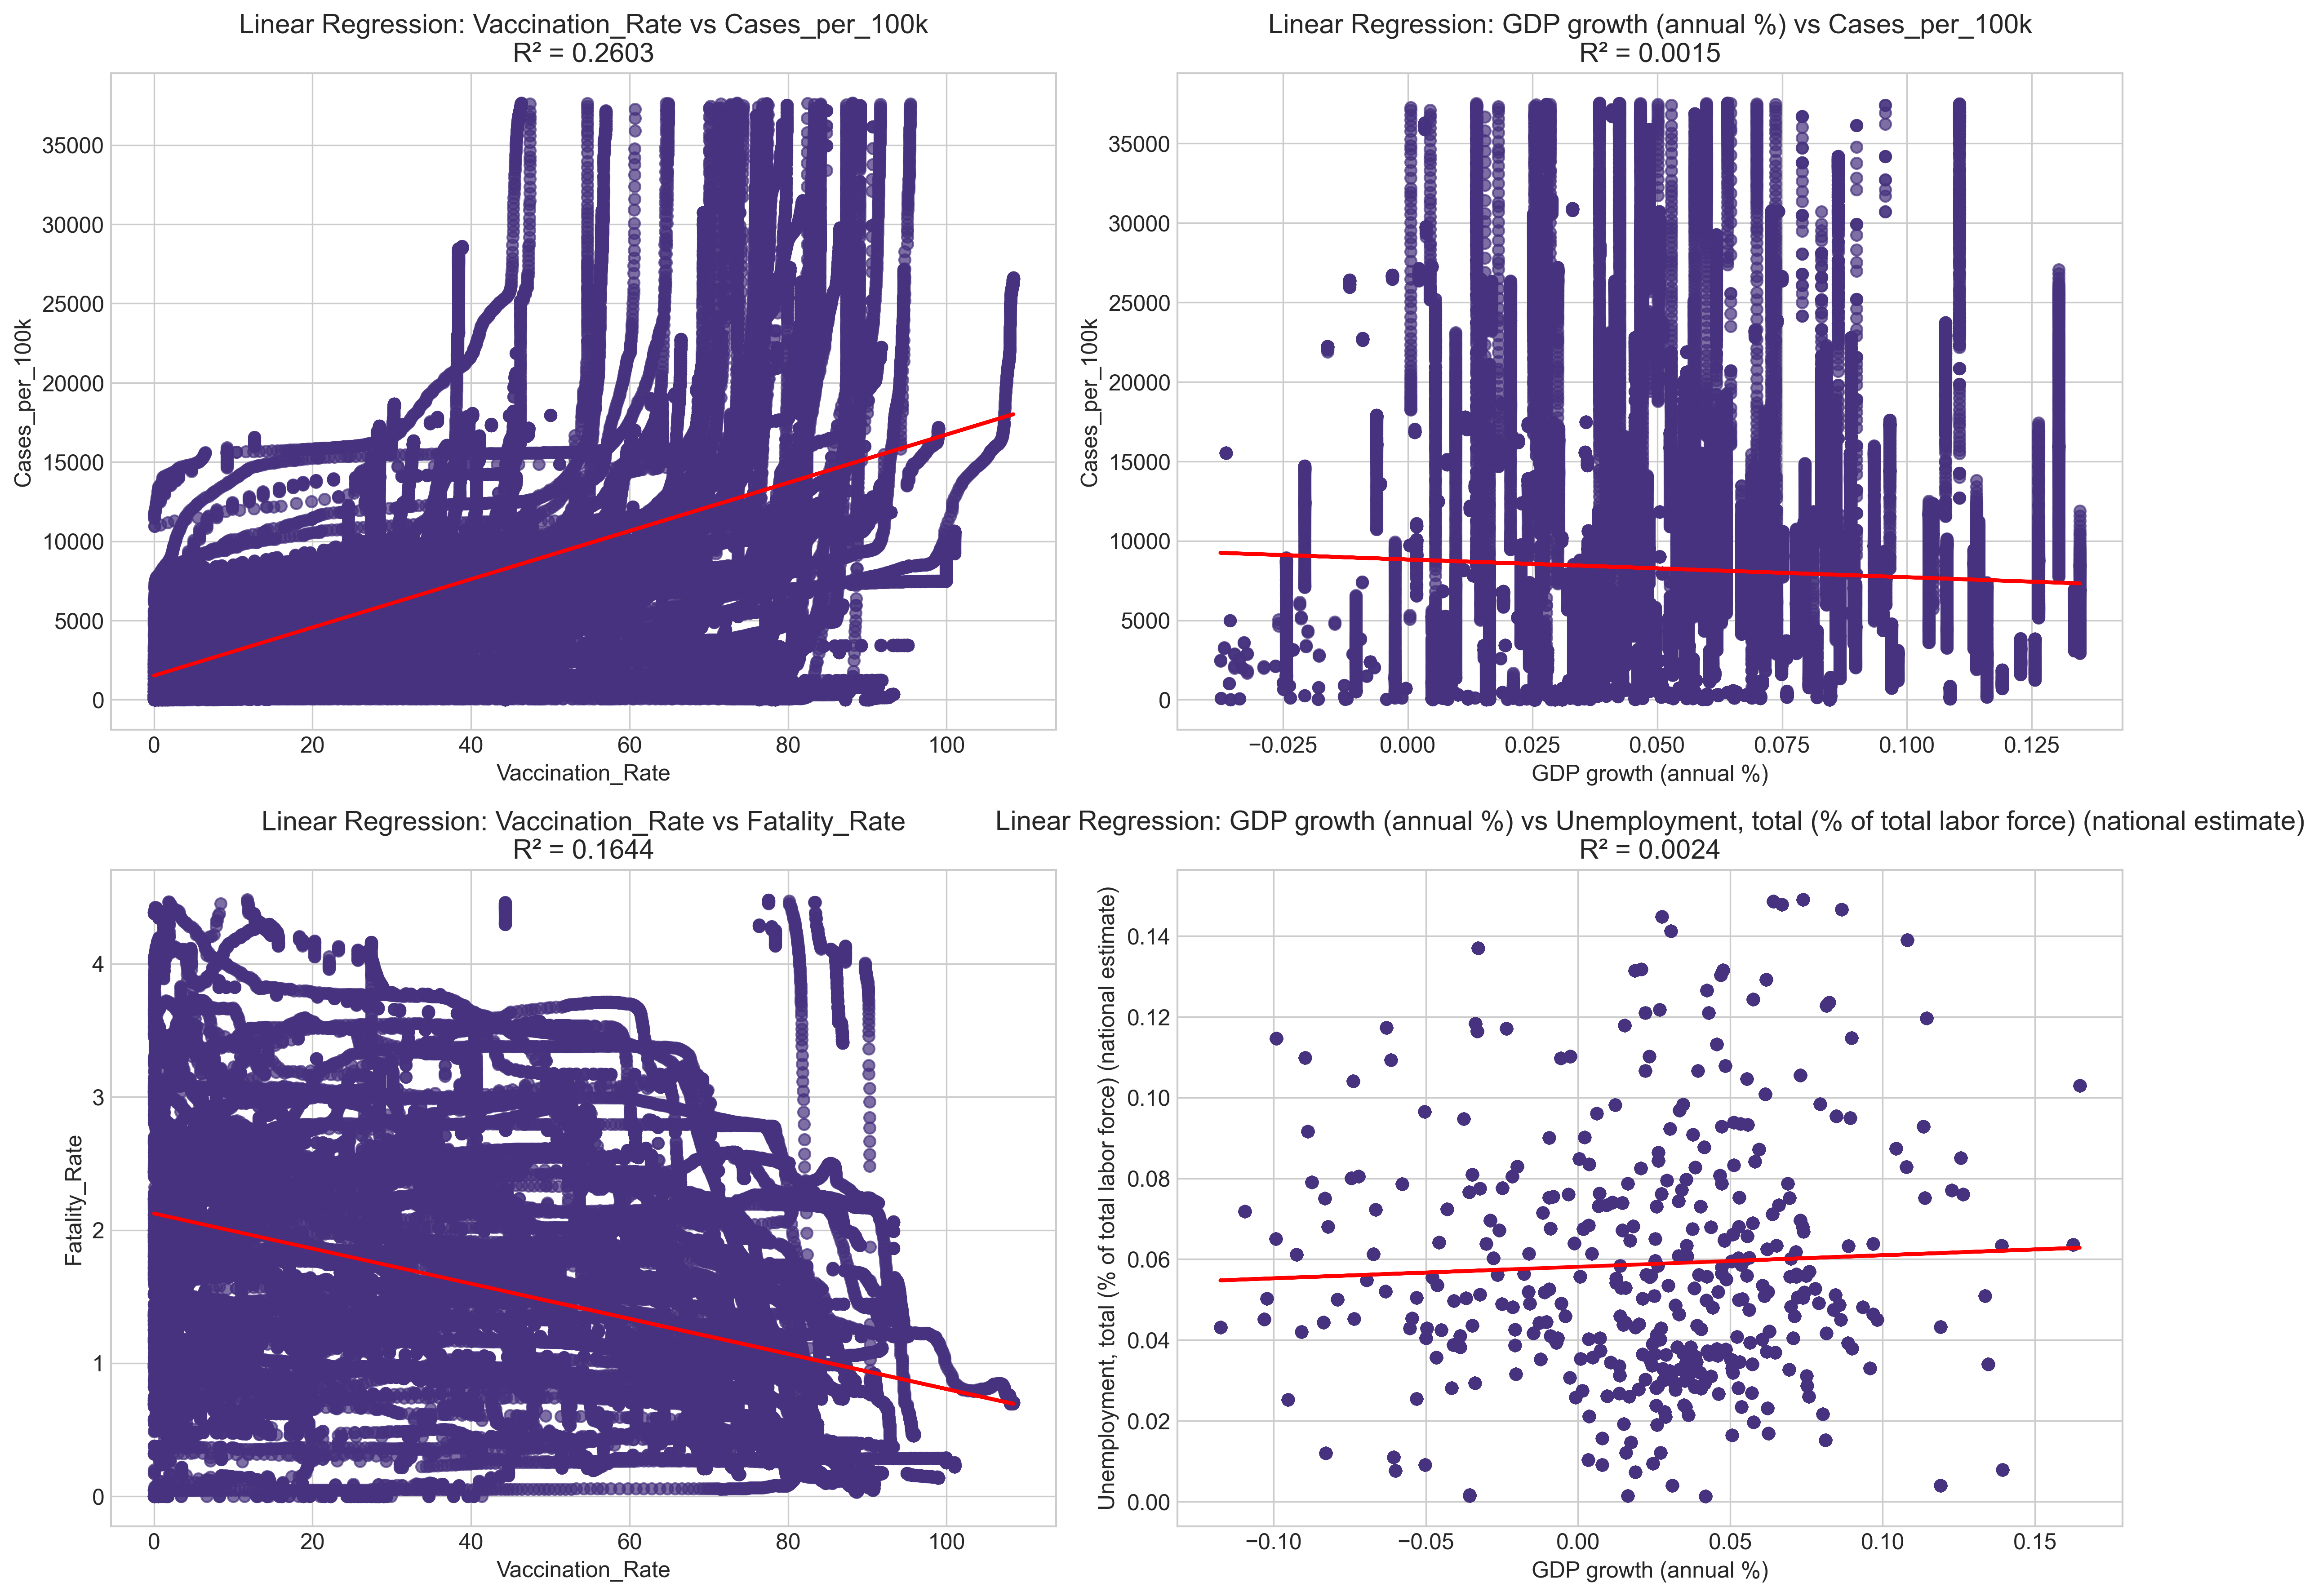 Linear Regression: Vaccination_Rate vs Cases_per_100k
R² = 0.2603
Cases_per_100k
35000
30000
25000
20000
15000
10000
5000
0
0 20 40 60 80 100
Vaccination_Rate
Linear Regression: GDP growth (annual %) vs Cases_per_100k
R² = 0.0015
Cases_per_100k
35000
30000
25000
20000
15000
10000
5000
0
−0.025 0.000 0.025 0.050 0.075 0.100 0.125
GDP growth (annual %)
Linear Regression: Vaccination_Rate vs Fatality_Rate
R² = 0.1644
Fatality_Rate
4
3
2
1
0
0 20 40 60 80 100
Vaccination_Rate
Linear Regression: GDP growth (annual %) vs Unemployment, total (% of total labor force) (national estimate)
R² = 0.0024
Unemployment, total (% of total labor force) (national estimate)
0.14
0.12
0.10
0.08
0.06
0.04
0.02
0.00
−0.10 −0.05 0.00 0.05 0.10 0.15
GDP growth (annual %)